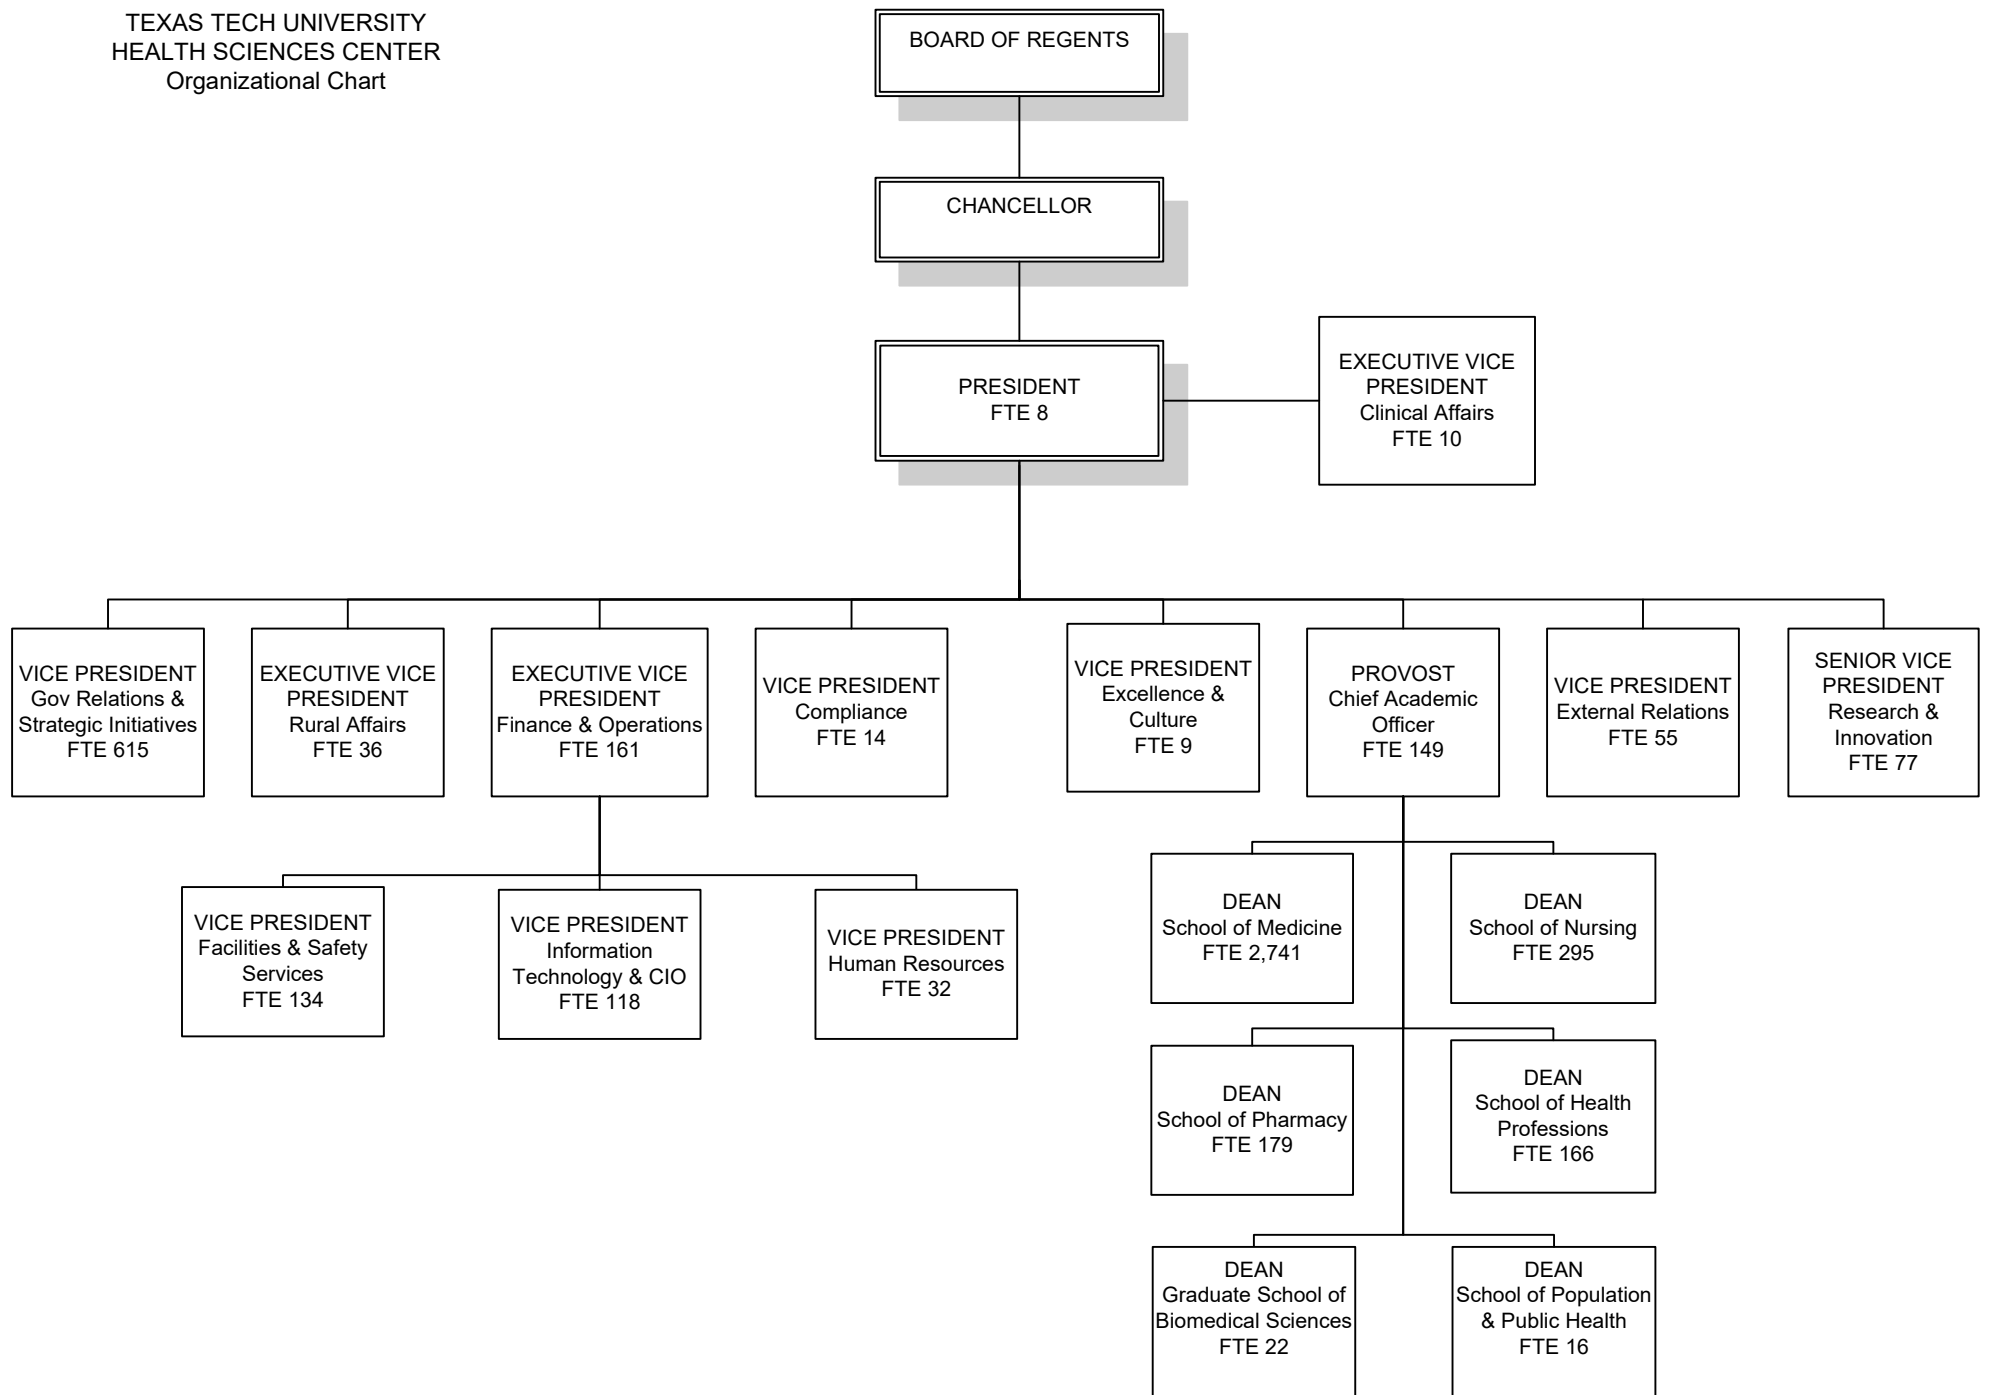 TEXAS TECH UNIVERSITY
HEALTH SCIENCES CENTER
Organizational Chart
BOARD OF REGENTS
CHANCELLOR
PRESIDENT
FTE 8
EXECUTIVE VICE
PRESIDENT
Clinical Affairs
FTE 10
VICE PRESIDENT
Gov Relations &
Strategic Initiatives
FTE 615
EXECUTIVE VICE
PRESIDENT
Rural Affairs
FTE 36
EXECUTIVE VICE
PRESIDENT
Finance & Operations
FTE 161
VICE PRESIDENT
Compliance
FTE 14
VICE PRESIDENT
Excellence &
Culture
FTE 9
PROVOST
Chief Academic
Officer
FTE 149
VICE PRESIDENT
External Relations
FTE 55
SENIOR VICE
PRESIDENT
Research &
Innovation
FTE 77
VICE PRESIDENT
Facilities & Safety
Services
FTE 134
VICE PRESIDENT
Information
Technology & CIO
FTE 118
VICE PRESIDENT
Human Resources
FTE 32
DEAN
School of Medicine
FTE 2,741
DEAN
School of Nursing
FTE 295
DEAN
School of Pharmacy
FTE 179
DEAN
School of Health
Professions
FTE 166
DEAN
Graduate School of
Biomedical Sciences
FTE 22
DEAN
School of Population
& Public Health
FTE 16